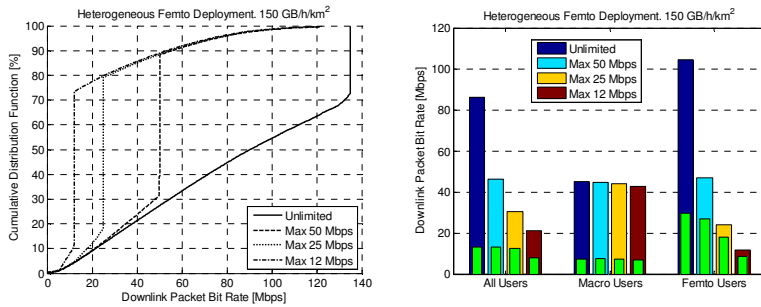 Heterogeneous Femto Deployment. 150 GB/h/km²
Cumulative Distribution Function [%]
100
90
80
70
60
50
40
30
20
10
0
0 20 40 60 80 100 120 140
Downlink Packet Bit Rate [Mbps]
Unlimited
Max 50 Mbps
Max 25 Mbps
Max 12 Mbps
Heterogeneous Femto Deployment. 150 GB/h/km²
Downlink Packet Bit Rate [Mbps]
120
100
80
60
40
20
0
Unlimited
Max 50 Mbps
Max 25 Mbps
Max 12 Mbps
All Users Macro Users Femto Users